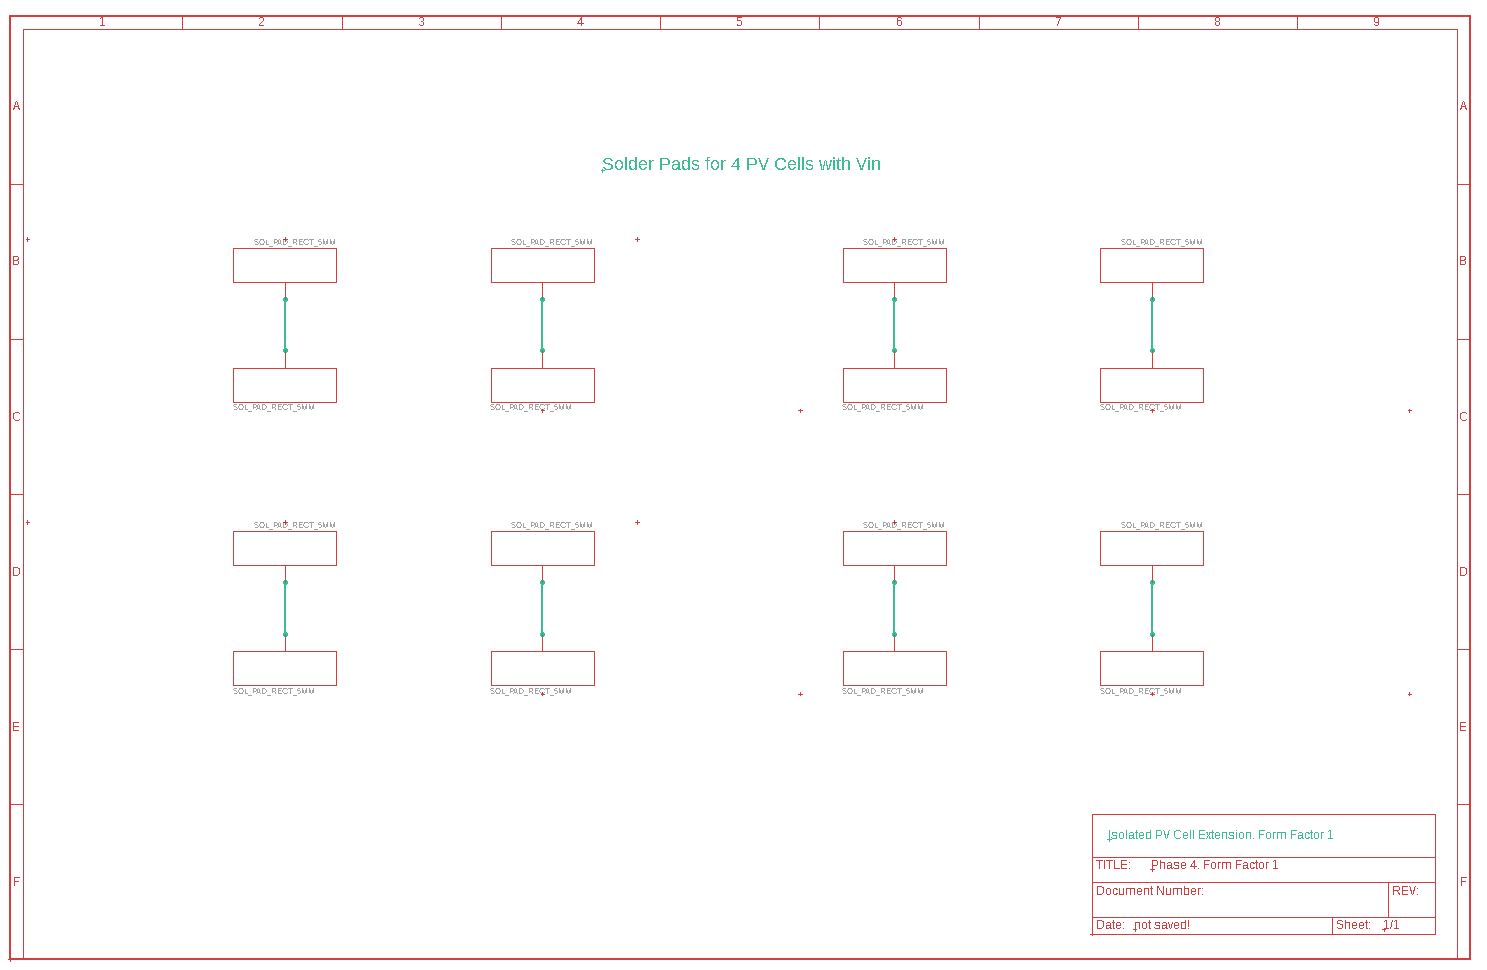 1 2 3 4 5 6 7 8 9
A A
Solder Pads for 4 PV Cells with Vin
SOL_PAD_RECT_5MM SOL_PAD_RECT_5MM SOL_PAD_RECT_5MM SOL_PAD_RECT_5MM
B B
SOL_PAD_RECT_5MM SOL_PAD_RECT_5MM SOL_PAD_RECT_5MM SOL_PAD_RECT_5MM
C C
SOL_PAD_RECT_5MM SOL_PAD_RECT_5MM SOL_PAD_RECT_5MM SOL_PAD_RECT_5MM
D D
SOL_PAD_RECT_5MM SOL_PAD_RECT_5MM SOL_PAD_RECT_5MM SOL_PAD_RECT_5MM
E E
Isolated PV Cell Extension. Form Factor 1
TITLE: Phase 4. Form Factor 1
F F
Document Number: REV:
Date: not saved! Sheet: 1/1